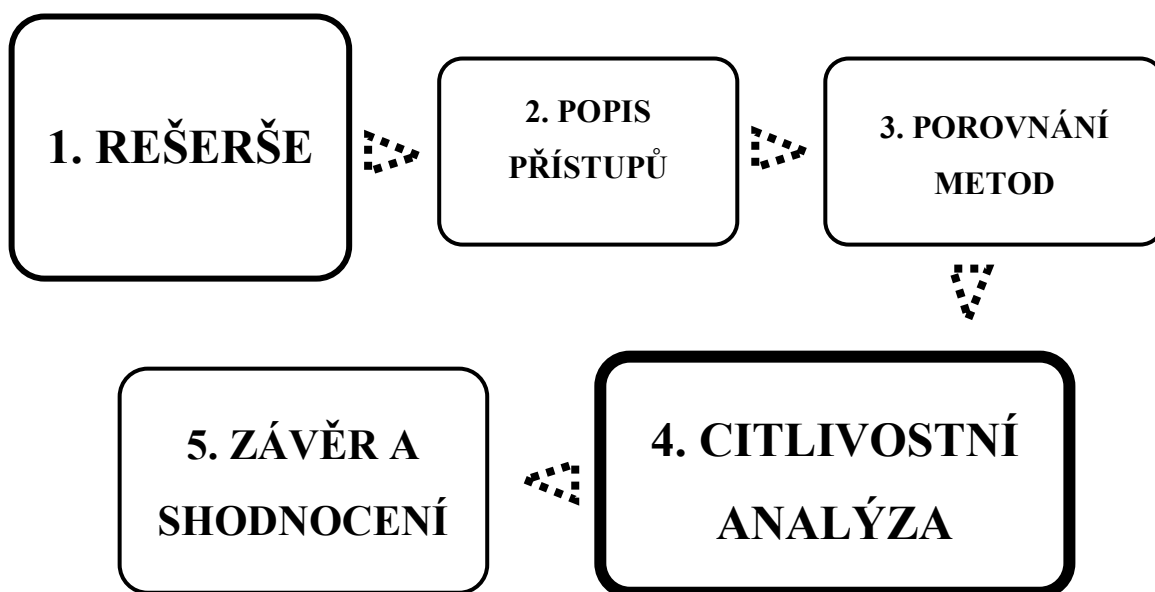 1. REŠERŠE
2. POPIS
PŘÍSTUPŮ
3. POROVNÁNÍ
METOD
4. CITLIVOSTNÍ
ANALÝZA
5. ZÁVĚR A
SHODNOCENÍ